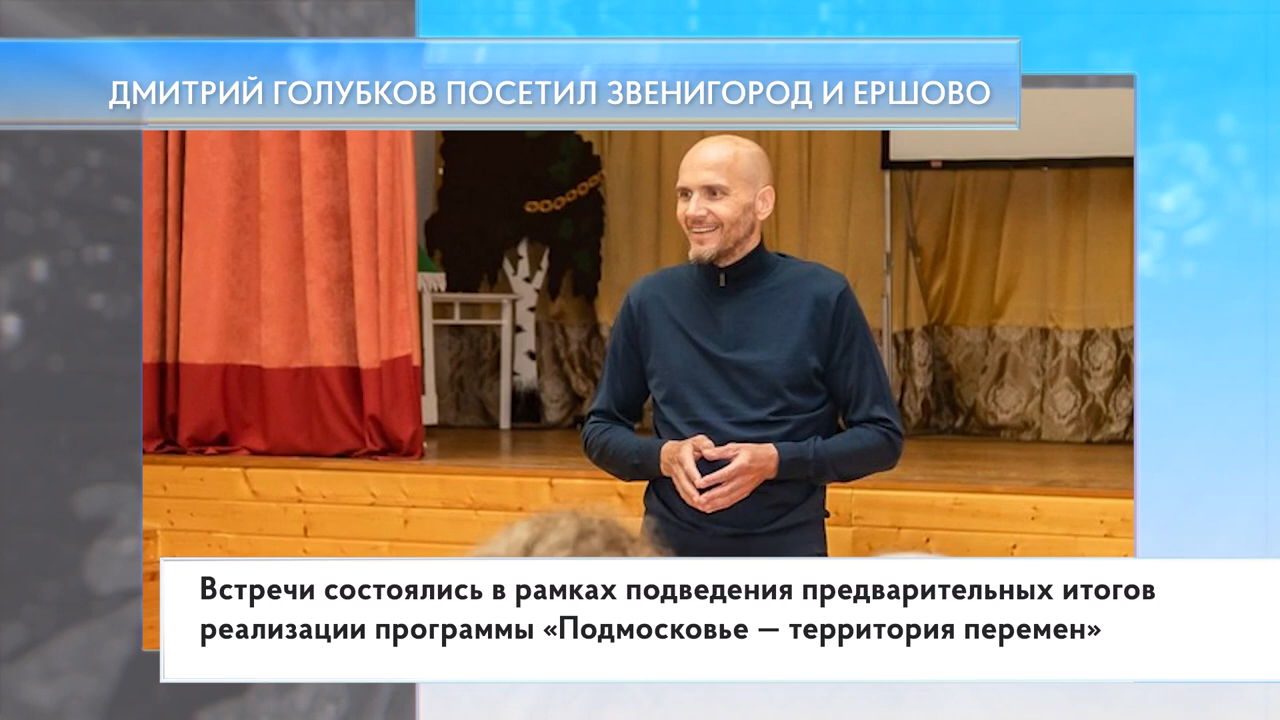 ДМИТРИЙ ГОЛУБКОВ ПОСЕТИЛ ЗВЕНИГОРОД И ЕРШОВО
Встречи состоялись в рамках подведения предварительных итогов
реализации программы «Подмосковье — территория перемен»